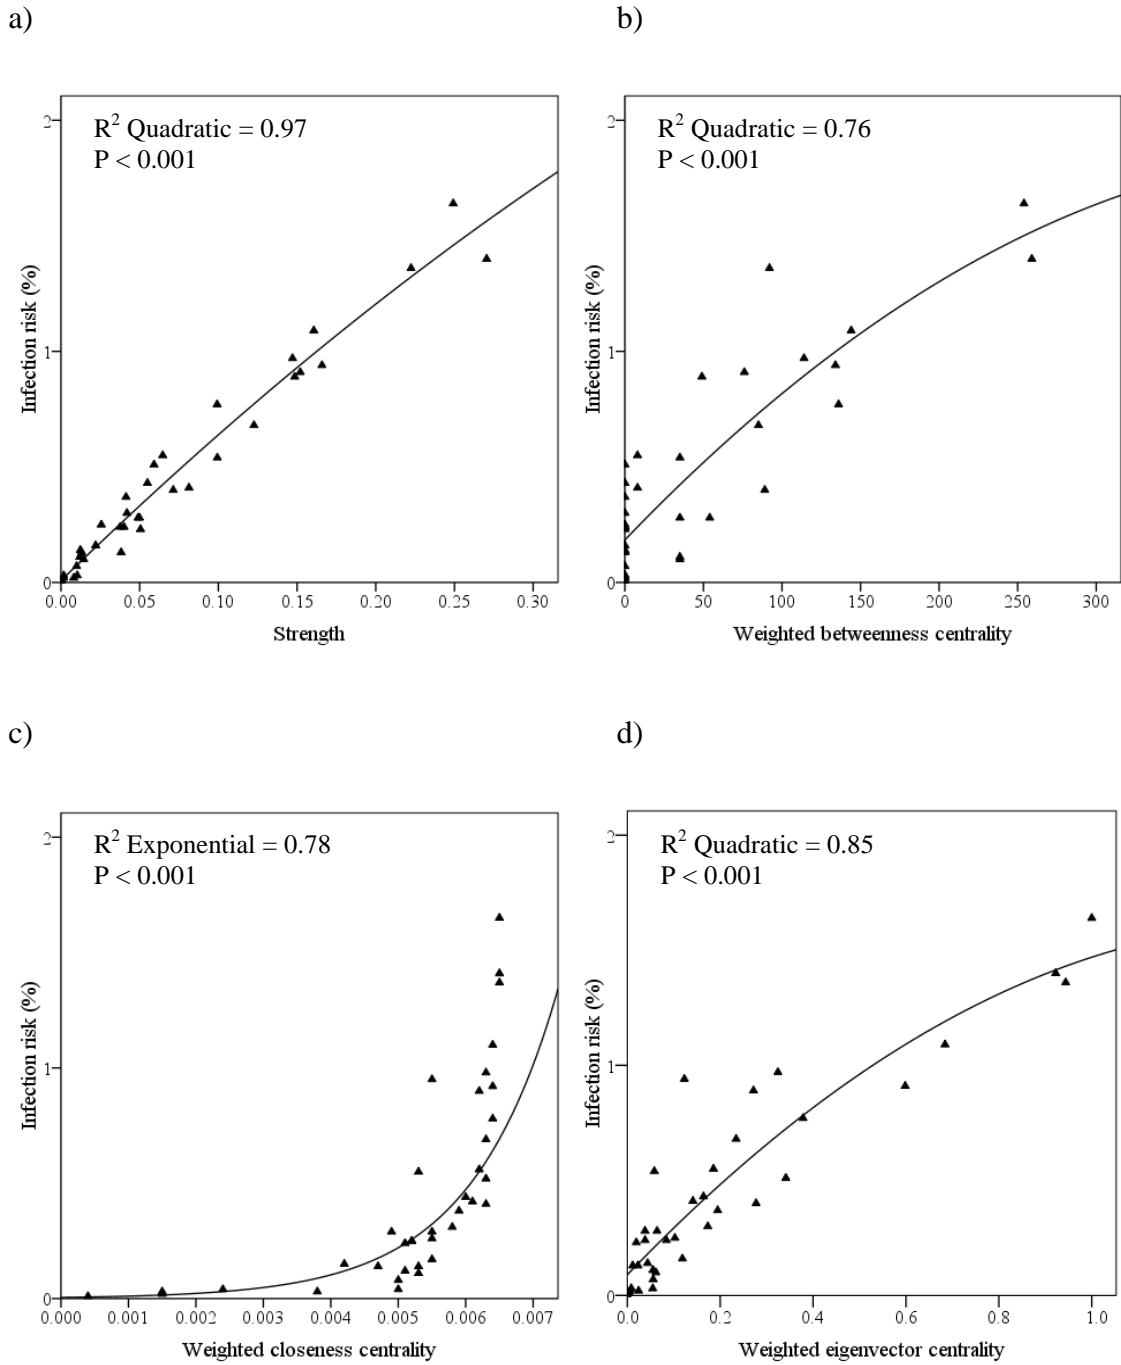 a)
R² Quadratic = 0.97
P < 0.001
2
1
0
Infection risk (%)
0.00 0.05 0.10 0.15 0.20 0.25 0.30
Strength
b)
R² Quadratic = 0.76
P < 0.001
2
1
0
Infection risk (%)
0 50 100 150 200 250 300
Weighted betweenness centrality
c)
R² Exponential = 0.78
P < 0.001
2
1
0
Infection risk (%)
0.000 0.001 0.002 0.003 0.004 0.005 0.006 0.007
Weighted closeness centrality
d)
R² Quadratic = 0.85
P < 0.001
2
1
0
Infection risk (%)
0.0 0.2 0.4 0.6 0.8 1.0
Weighted eigenvector centrality